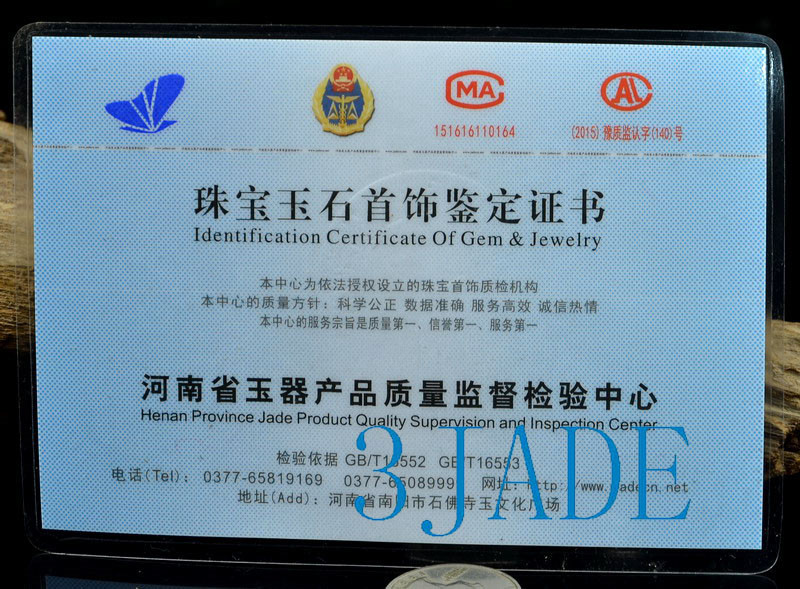 CMA
CAL
151616110164
(2015) 豫质监认字(140)号
珠宝玉石首饰鉴定证书
Identification Certificate Of Gem & Jewelry
本中心为依法授权设立的珠宝首饰质检机构
本中心的质量方针：科学公正 数据准确 服务高效 诚信热情
本中心的服务宗旨是质量第一、信誉第一、服务第一
河南省玉器产品质量监督检验中心
Henan Province Jade Product Quality Supervision and Inspection Center
检验依据 GB/T16552 GB/T16553
电话(Tel)：0377-65819169 0377-65089991 网址：http://www.jadecn.net
地址(Add)：河南省南阳市石佛寺玉文化广场
3JADE